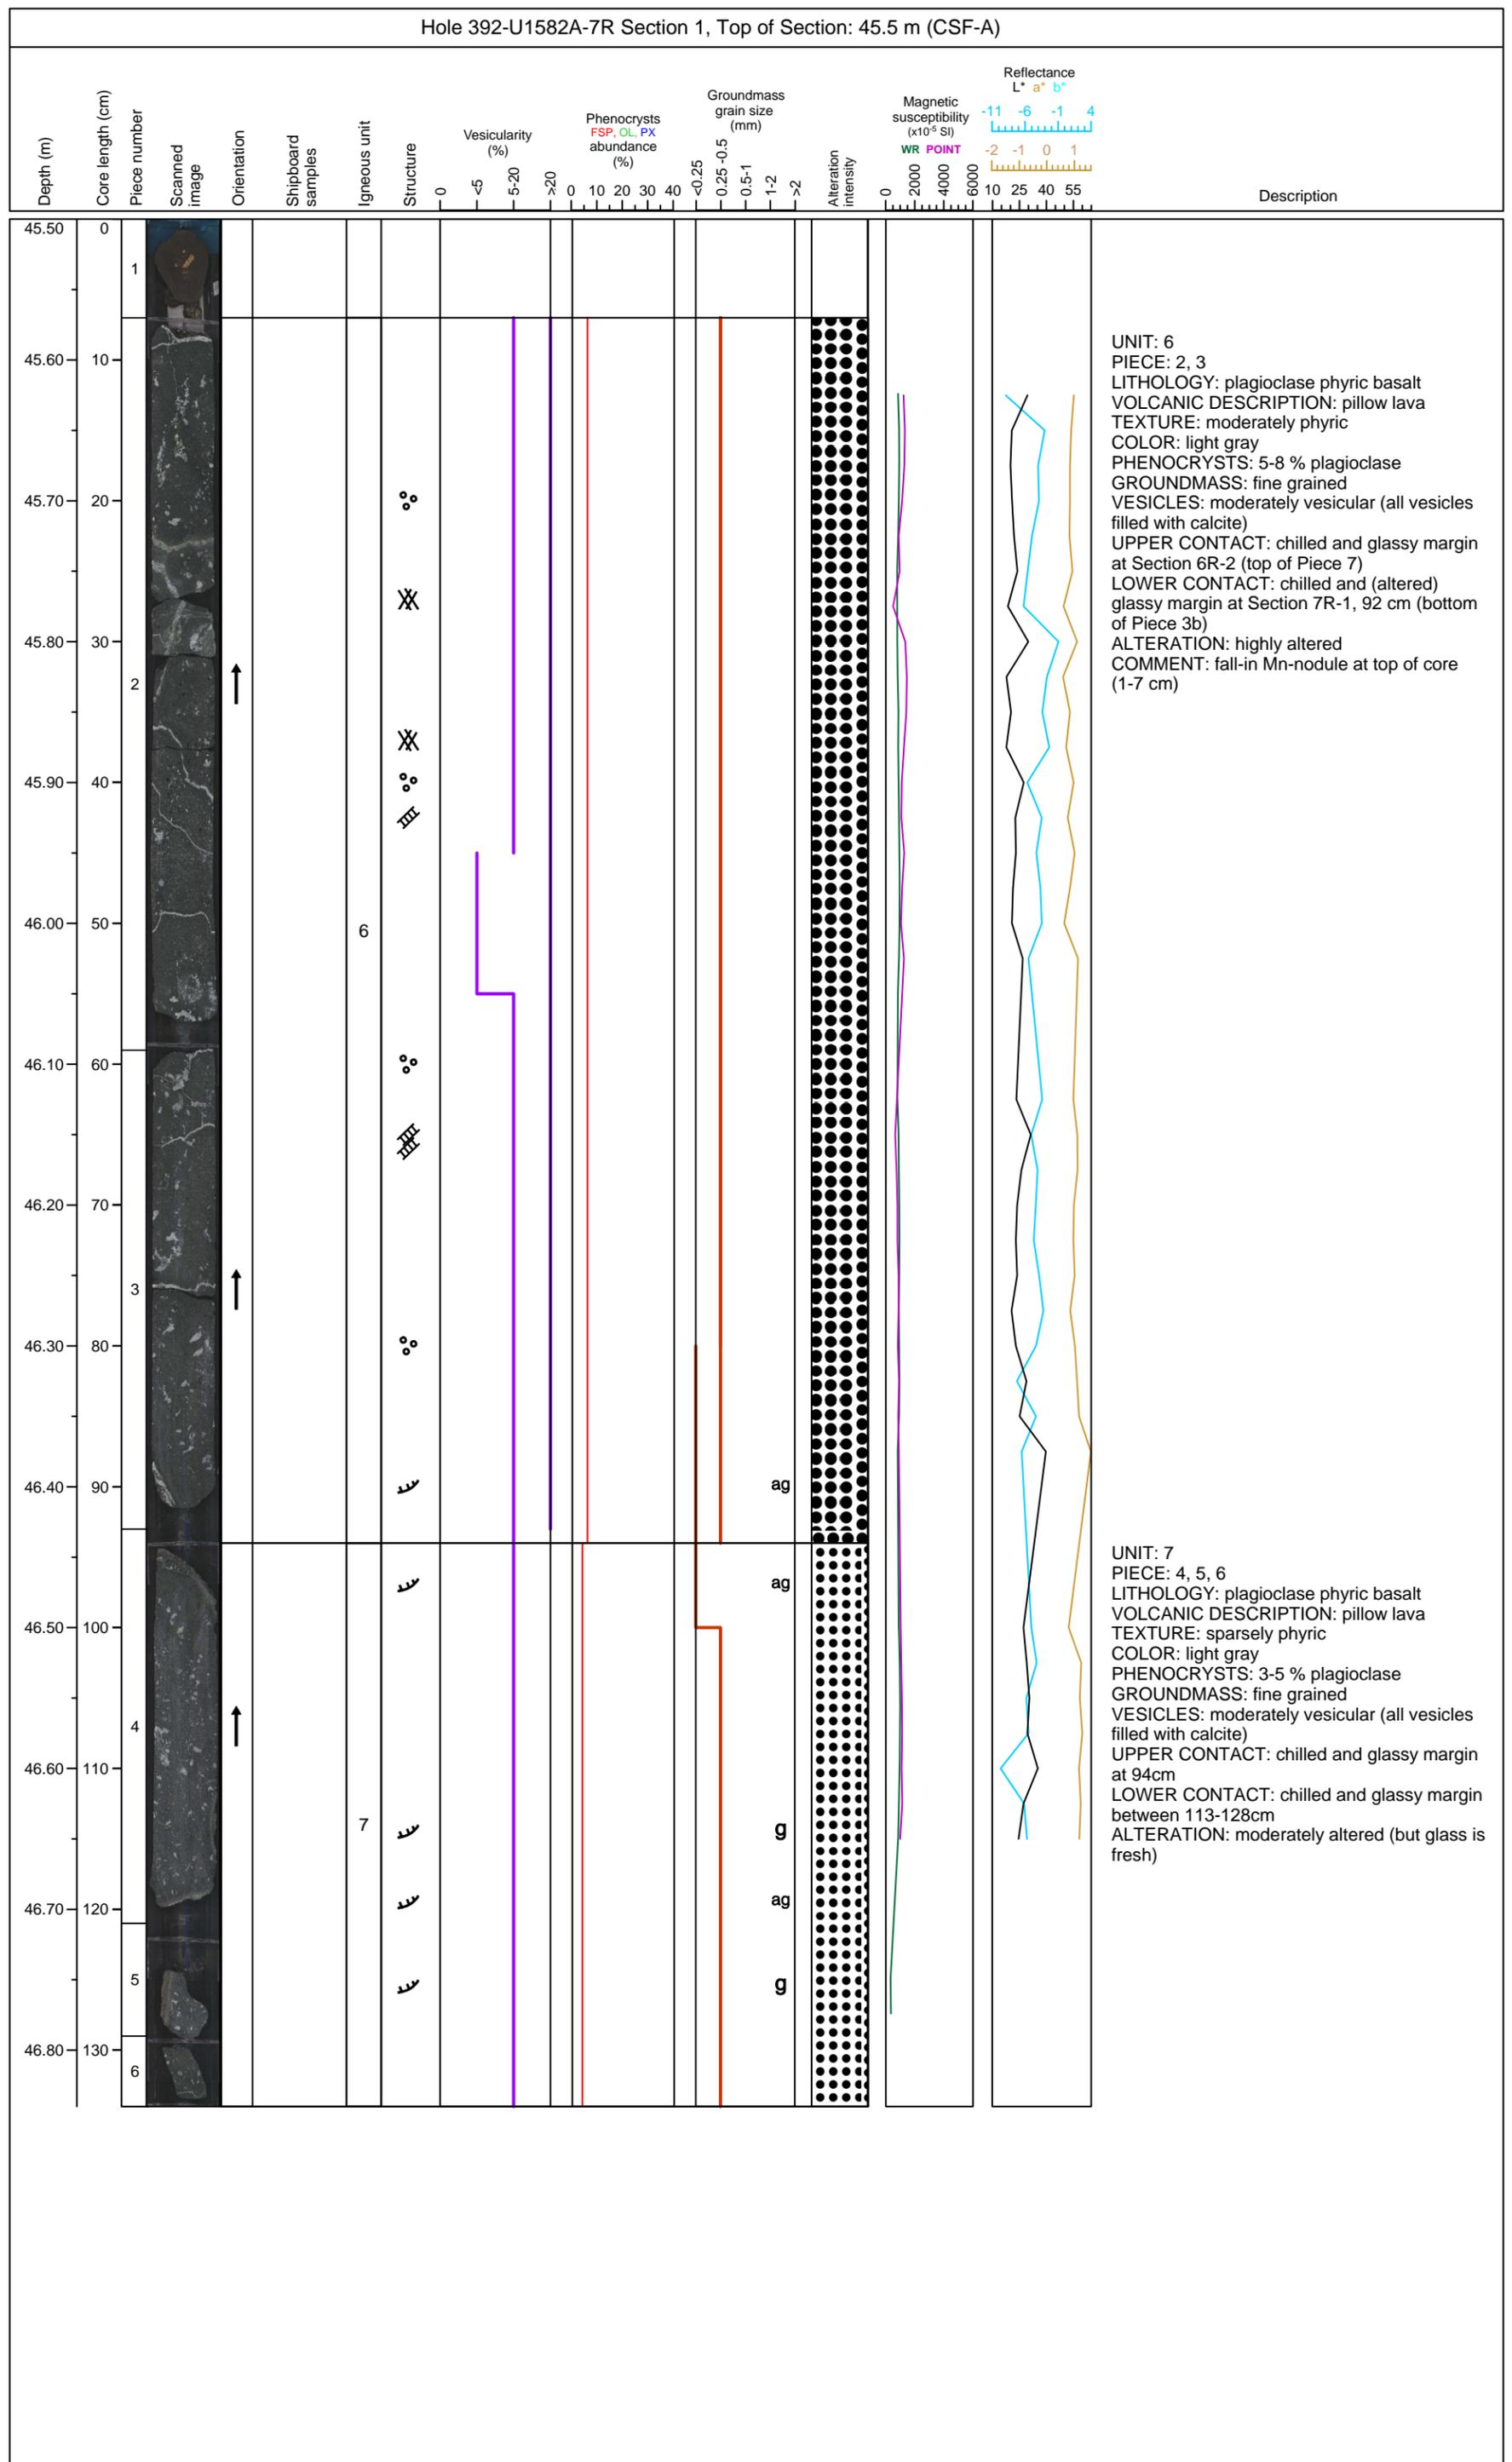 Hole 392-U1582A-7R Section 1, Top of Section: 45.5 m (CSF-A)
Depth (m)
Core length (cm)
Piece number
Scanned
image
Orientation
Shipboard
samples
Igneous unit
Structure
Vesicularity
(%)
0
<5
5-20
>20
Phenocrysts
FSP, OL, PX
abundance
(%)
0 10 20 30 40
Groundmass
grain size
(mm)
<0.25
0.25 -0.5
0.5-1
1-2
>2
Alteration
intensity
Magnetic
susceptibility
(x10⁻⁵ SI)
WR POINT
0
2000
4000
6000
Reflectance
L* a* b*
-11 -6 -1 4
-2 -1 0 1
10 25 40 55
Description
45.50 0
1
45.60 10
45.70 20
45.80 30
2
45.90 40
46.00 50
6
46.10 60
46.20 70
3
46.30 80
46.40 90
ag
ag
46.50 100
4
46.60 110
7
g
46.70 120
ag
5
g
46.80 130
6
UNIT: 6
PIECE: 2, 3
LITHOLOGY: plagioclase phyric basalt
VOLCANIC DESCRIPTION: pillow lava
TEXTURE: moderately phyric
COLOR: light gray
PHENOCRYSTS: 5-8 % plagioclase
GROUNDMASS: fine grained
VESICLES: moderately vesicular (all vesicles
filled with calcite)
UPPER CONTACT: chilled and glassy margin
at Section 6R-2 (top of Piece 7)
LOWER CONTACT: chilled and (altered)
glassy margin at Section 7R-1, 92 cm (bottom
of Piece 3b)
ALTERATION: highly altered
COMMENT: fall-in Mn-nodule at top of core
(1-7 cm)
UNIT: 7
PIECE: 4, 5, 6
LITHOLOGY: plagioclase phyric basalt
VOLCANIC DESCRIPTION: pillow lava
TEXTURE: sparsely phyric
COLOR: light gray
PHENOCRYSTS: 3-5 % plagioclase
GROUNDMASS: fine grained
VESICLES: moderately vesicular (all vesicles
filled with calcite)
UPPER CONTACT: chilled and glassy margin
at 94cm
LOWER CONTACT: chilled and glassy margin
between 113-128cm
ALTERATION: moderately altered (but glass is
fresh)